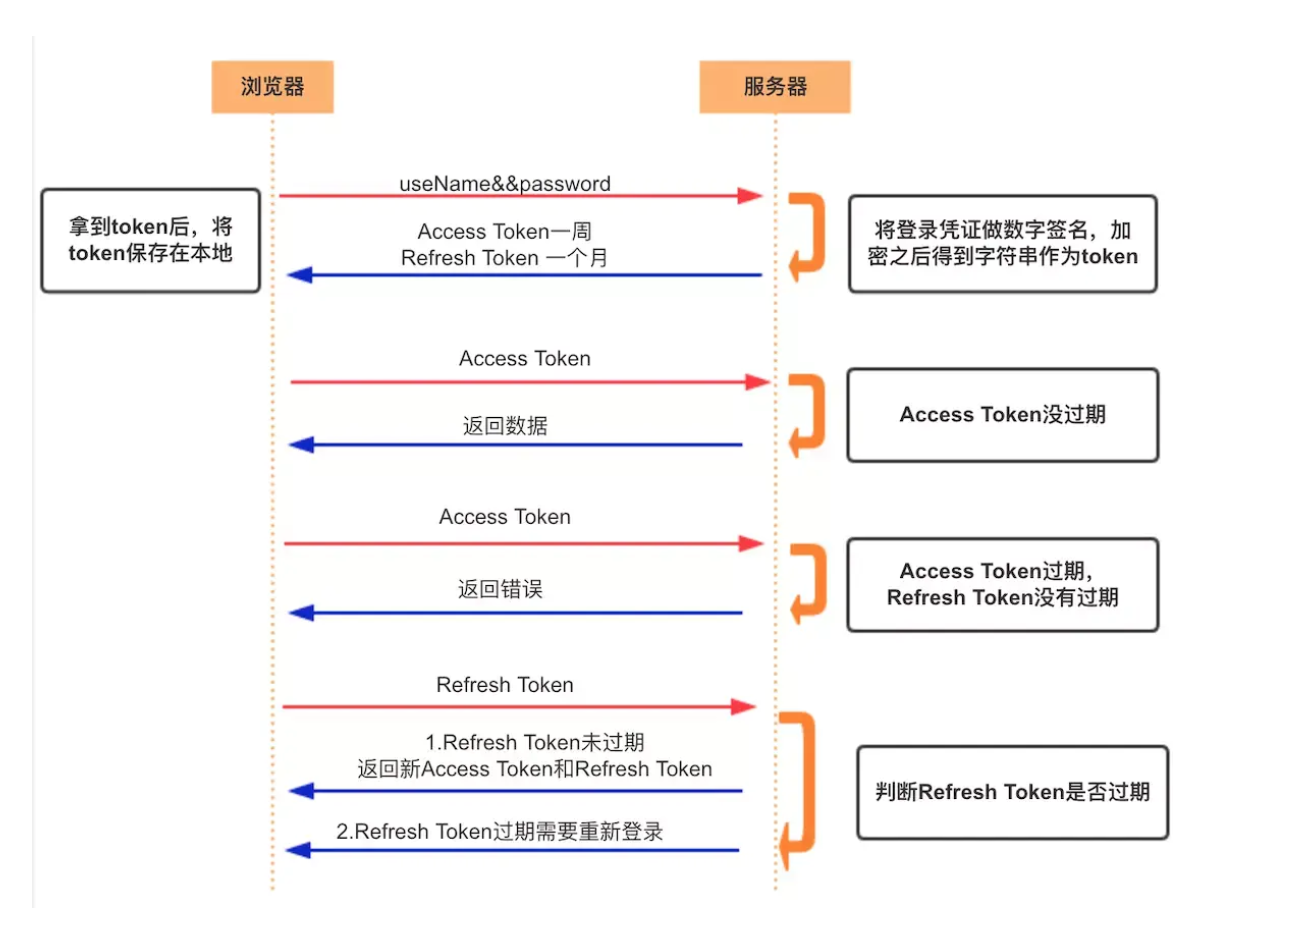 浏览器
服务器
useName&&password
拿到token后，将
token保存在本地
Access Token一周
Refresh Token 一个月
将登录凭证做数字签名，加
密之后得到字符串作为token
Access Token
返回数据
Access Token没过期
Access Token
返回错误
Access Token过期，
Refresh Token没有过期
Refresh Token
1.Refresh Token未过期
返回新Access Token和Refresh Token
2.Refresh Token过期需要重新登录
判断Refresh Token是否过期